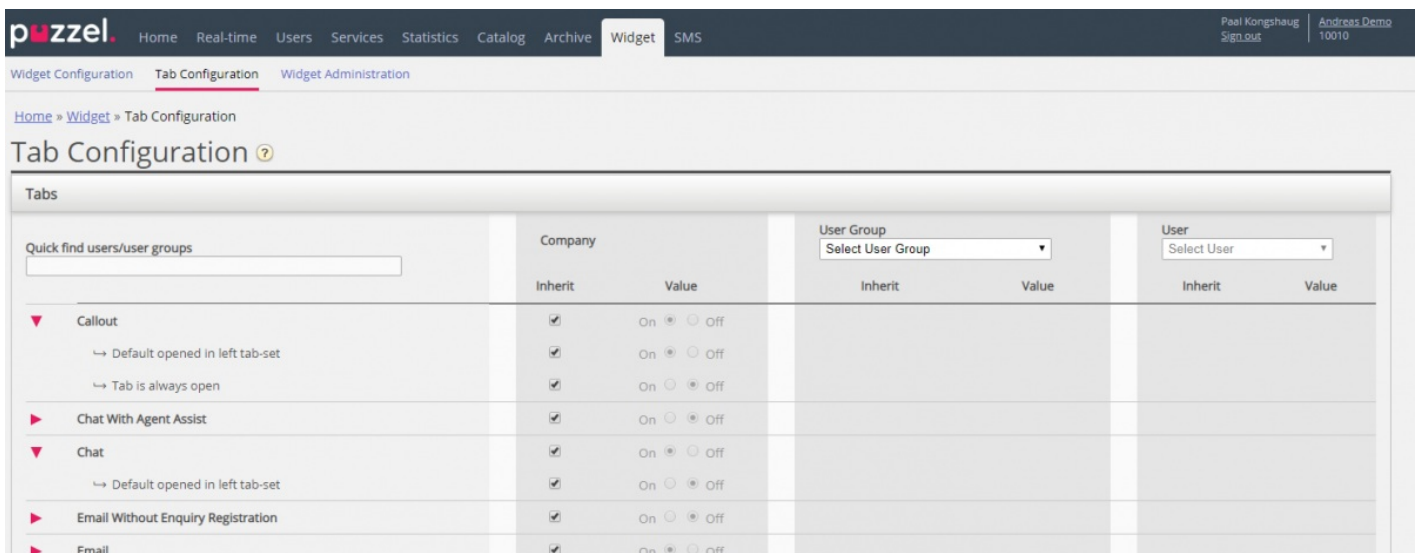 puzzel.
Home Real-time Users Services Statistics Catalog Archive Widget SMS
Paal Kongshaug Andreas Demo
Sign out 10010
Widget Configuration Tab Configuration Widget Administration
Home » Widget » Tab Configuration
Tab Configuration ?
Tabs
Quick find users/user groups
Company
User Group
Select User Group
User
Select User
Inherit Value Inherit Value Inherit Value
Callout On Off
↪ Default opened in left tab-set On Off
↪ Tab is always open On Off
Chat With Agent Assist On Off
Chat On Off
↪ Default opened in left tab-set On Off
Email Without Enquiry Registration On Off
Email On Off